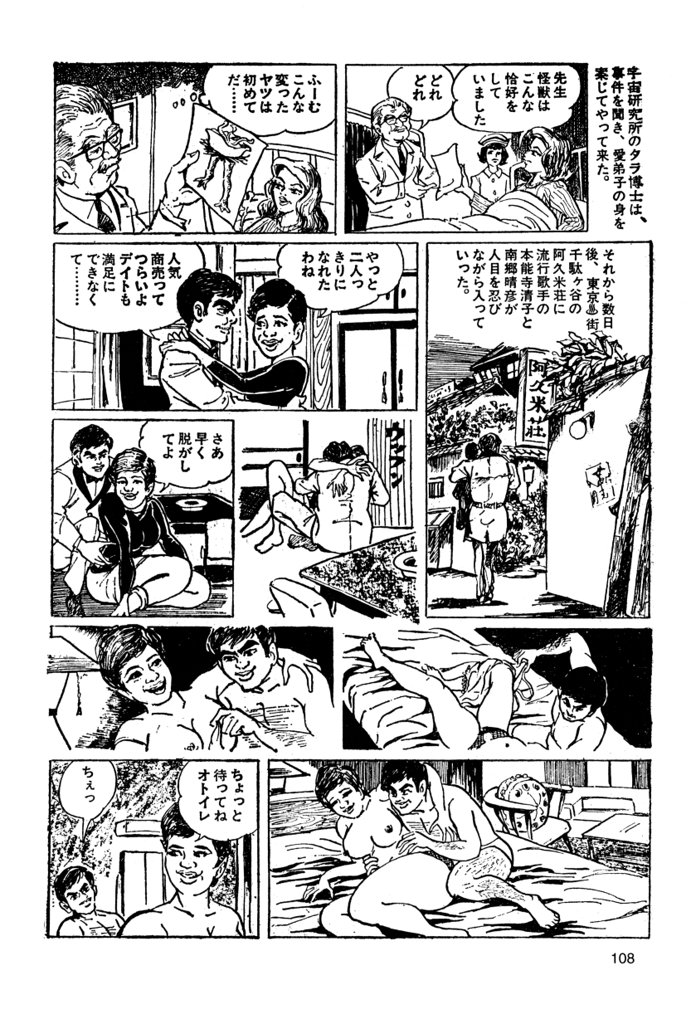 宇宙研究所のタラ博士は、
事件を聞き、愛弟子の身を
案じてやって来た。
先生
怪獣は
こんな
恰好を
して
いました
どれ
どれ
ふーむ
こんな
変った
ヤツは
初めて
だ……
それから数日
後、東京♨街
千駄ヶ谷の
阿久米荘に
流行歌手の
本能寺清子と
南郷晴彦が
人目を忍び
ながら入って
いった。
阿久米荘
やっと
二人っ
きりに
なれた
わね
人気
商売って
つらいよ
デイトも
満足に
できなく
て……
ウッフン
さあ
早く
脱がし
てよ
ちょっと
待ってね
オトイレ
ちぇっ
108